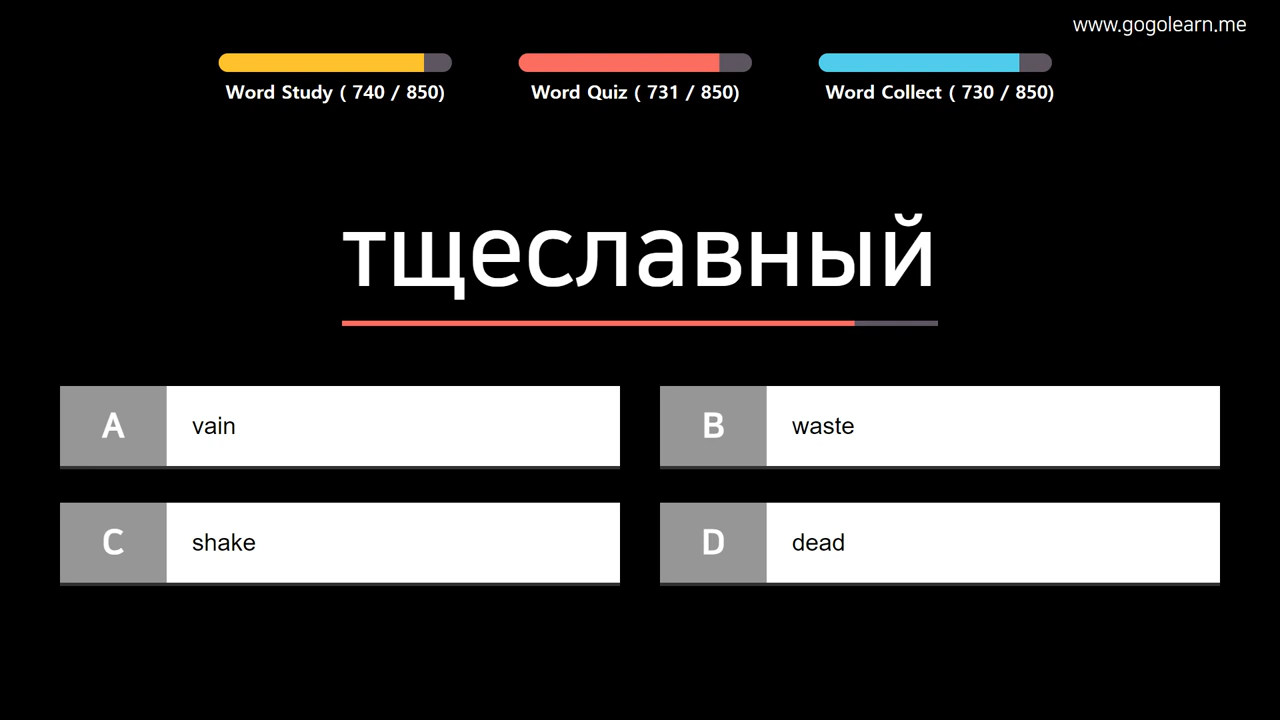 www.gogolearn.me
Word Study ( 740 / 850) Word Quiz ( 731 / 850) Word Collect ( 730 / 850)
тщеславный
A vain B waste
C shake D dead